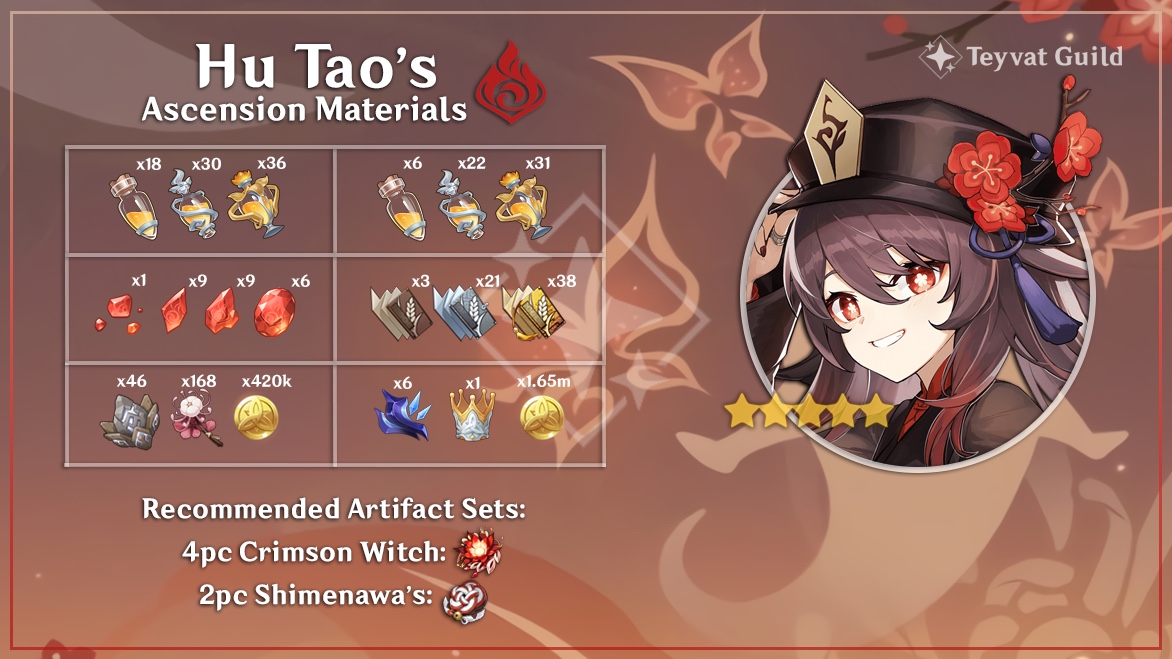 Hu Tao's
Ascension Materials
Teyvat Guild
x18 x30 x36
x6 x22 x31
x1 x9 x9 x6
x3 x21 x38
x46 x168 x420k
x6 x1 x1.65m
Recommended Artifact Sets:
4pc Crimson Witch:
2pc Shimenawa's: